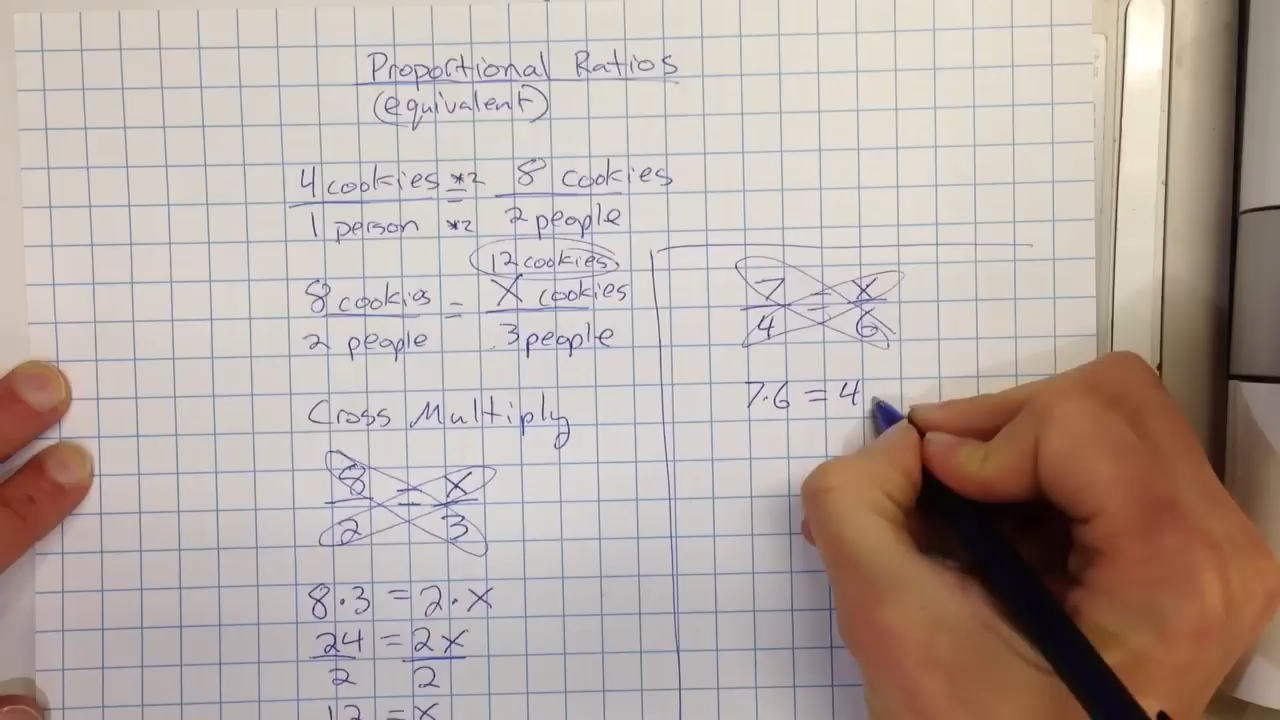 Proportional Ratios
(equivalent)
4 cookies *2 = 8 cookies
1 person *2 2 people
12 cookies
8 cookies = X cookies
2 people 3 people
Cross Multiply
8 = x
2 3
8·3 = 2·x
24 = 2x
2 2
12 = x
7 = x
4 6
7·6 = 4